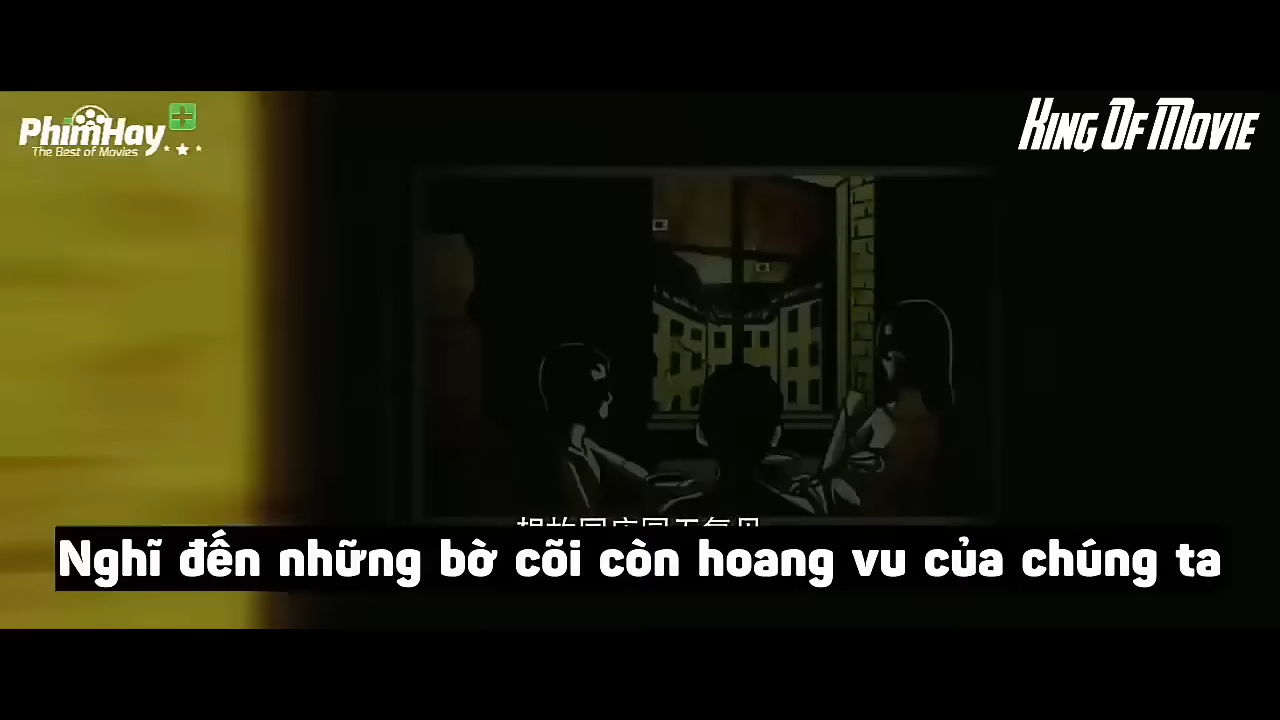 PhimHay+
The Best of Movies
KING OF MOVIE
Nghĩ đến những bờ cõi còn hoang vu của chúng ta